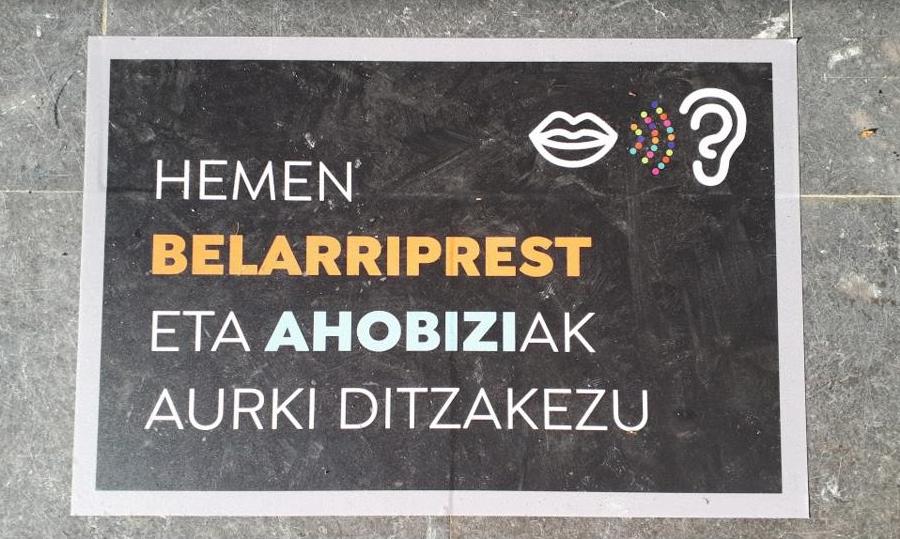 HEMEN
BELARRIPREST
ETA AHOBIZIAK
AURKI DITZAKEZU